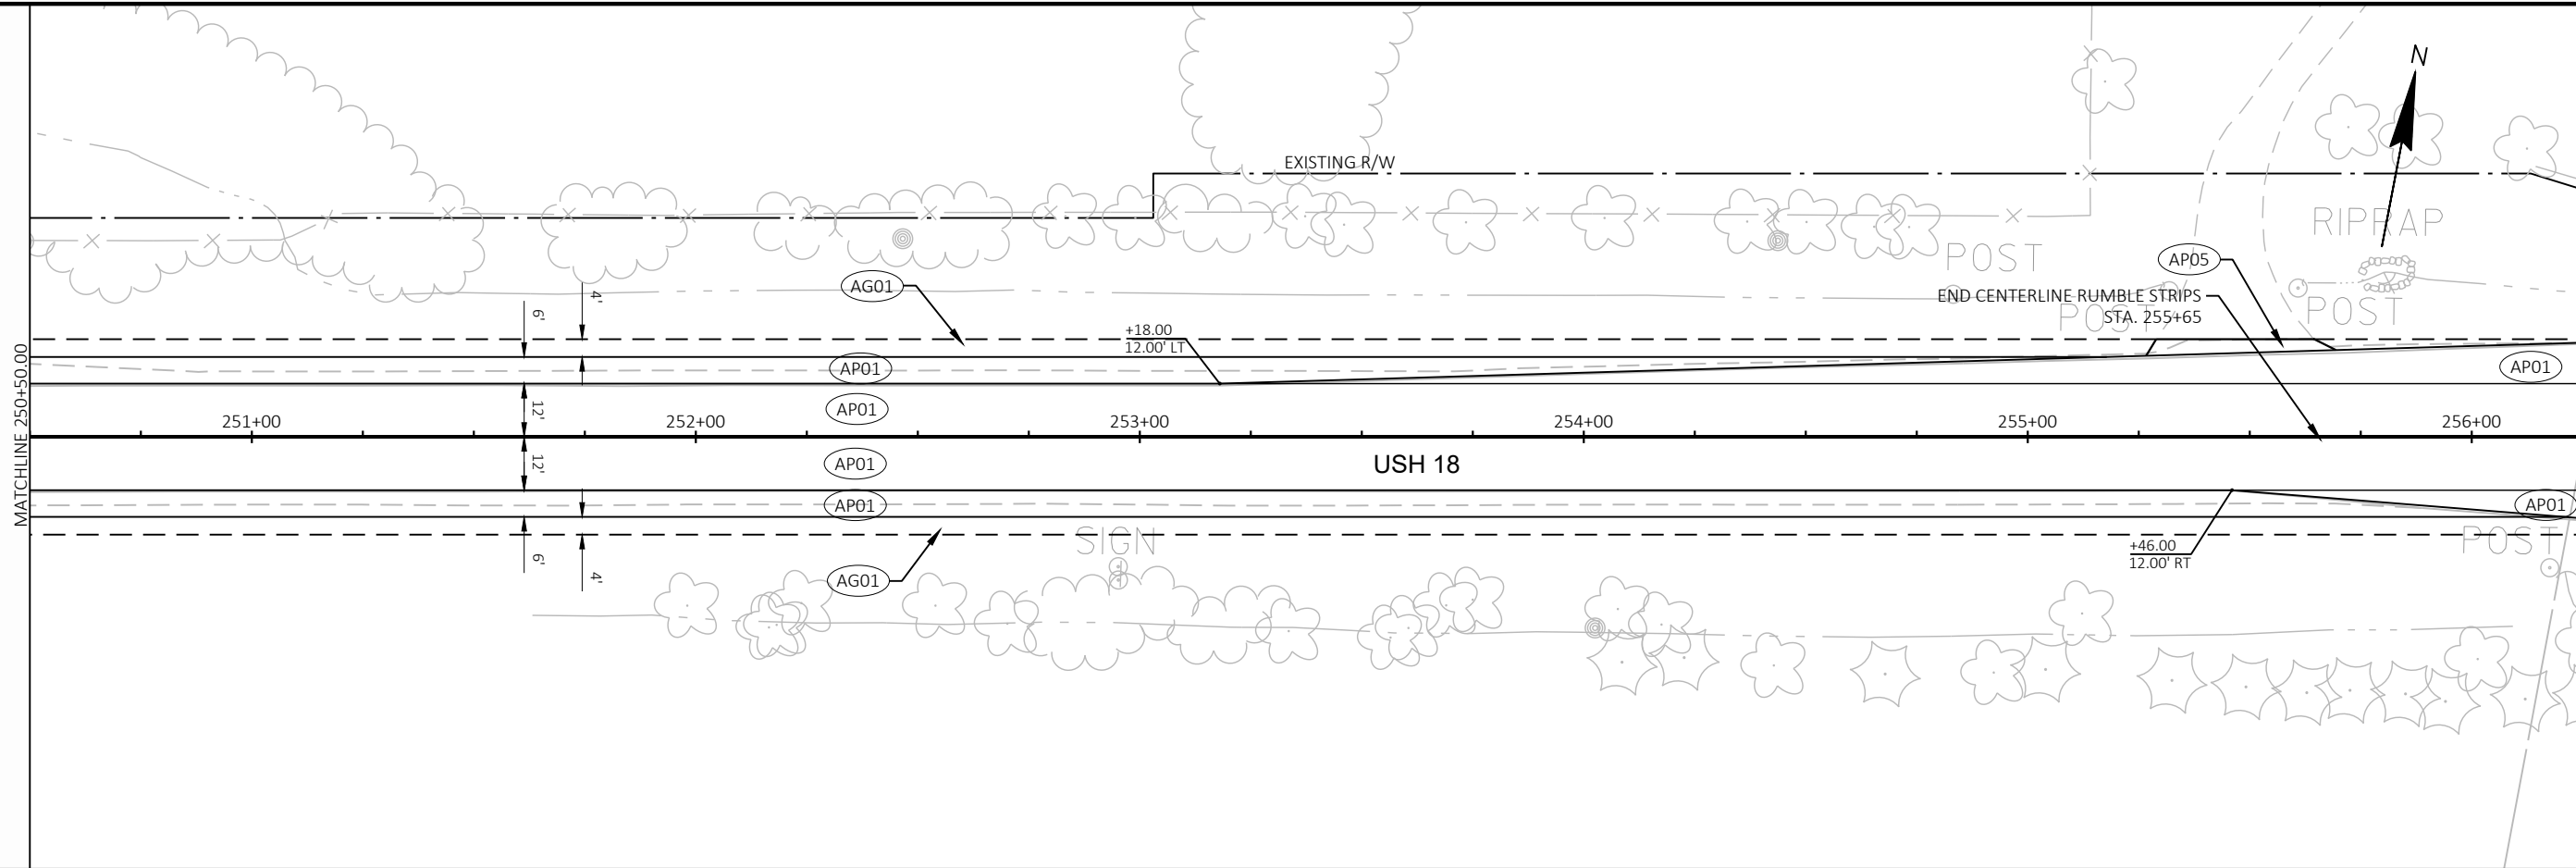 N
EXISTING R/W
RIPRAP
POST
AP05
AG01
END CENTERLINE RUMBLE STRIPS
STA. 255+65
POST
POST
4'
6'
+18.00
12.00' LT
AP01
AP01
AP01
12'
251+00
252+00
253+00
254+00
255+00
256+00
MATCHLINE 250+50.00
12'
AP01
USH 18
AP01
AP01
SIGN
POST
+46.00
12.00' RT
6'
4'
AG01